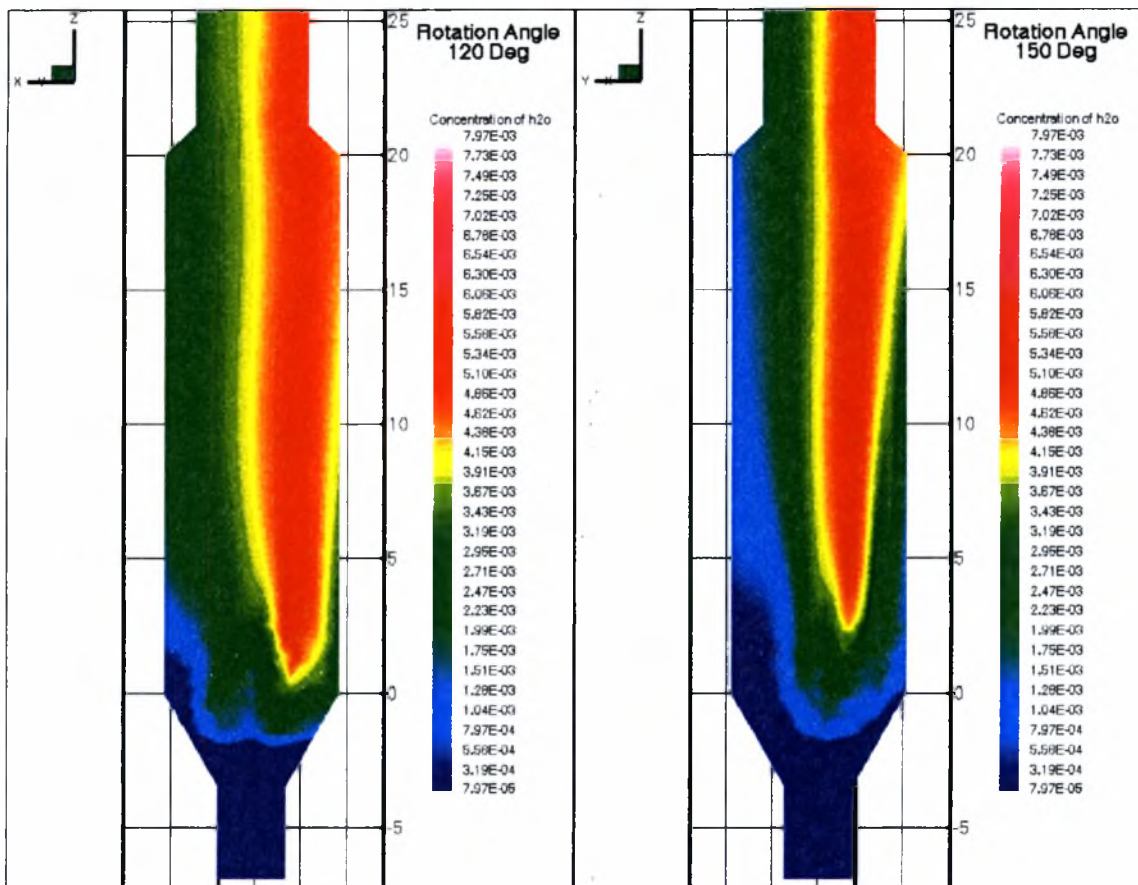 Z
X Y
25
20
15
10
5
0
-5
Rotation Angle
120 Deg
Concentration of h2o
7.97E-03
7.73E-03
7.49E-03
7.25E-03
7.02E-03
6.78E-03
6.54E-03
6.30E-03
6.06E-03
5.82E-03
5.58E-03
5.34E-03
5.10E-03
4.86E-03
4.62E-03
4.38E-03
4.15E-03
3.91E-03
3.67E-03
3.43E-03
3.19E-03
2.95E-03
2.71E-03
2.47E-03
2.23E-03
1.99E-03
1.75E-03
1.51E-03
1.28E-03
1.04E-03
7.97E-04
5.58E-04
3.19E-04
7.97E-05
Z
Y X
25
20
15
10
5
0
-5
Rotation Angle
150 Deg
Concentration of h2o
7.97E-03
7.73E-03
7.49E-03
7.25E-03
7.02E-03
6.78E-03
6.54E-03
6.30E-03
6.06E-03
5.82E-03
5.58E-03
5.34E-03
5.10E-03
4.86E-03
4.62E-03
4.38E-03
4.15E-03
3.91E-03
3.67E-03
3.43E-03
3.19E-03
2.95E-03
2.71E-03
2.47E-03
2.23E-03
1.99E-03
1.75E-03
1.51E-03
1.28E-03
1.04E-03
7.97E-04
5.58E-04
3.19E-04
7.97E-05